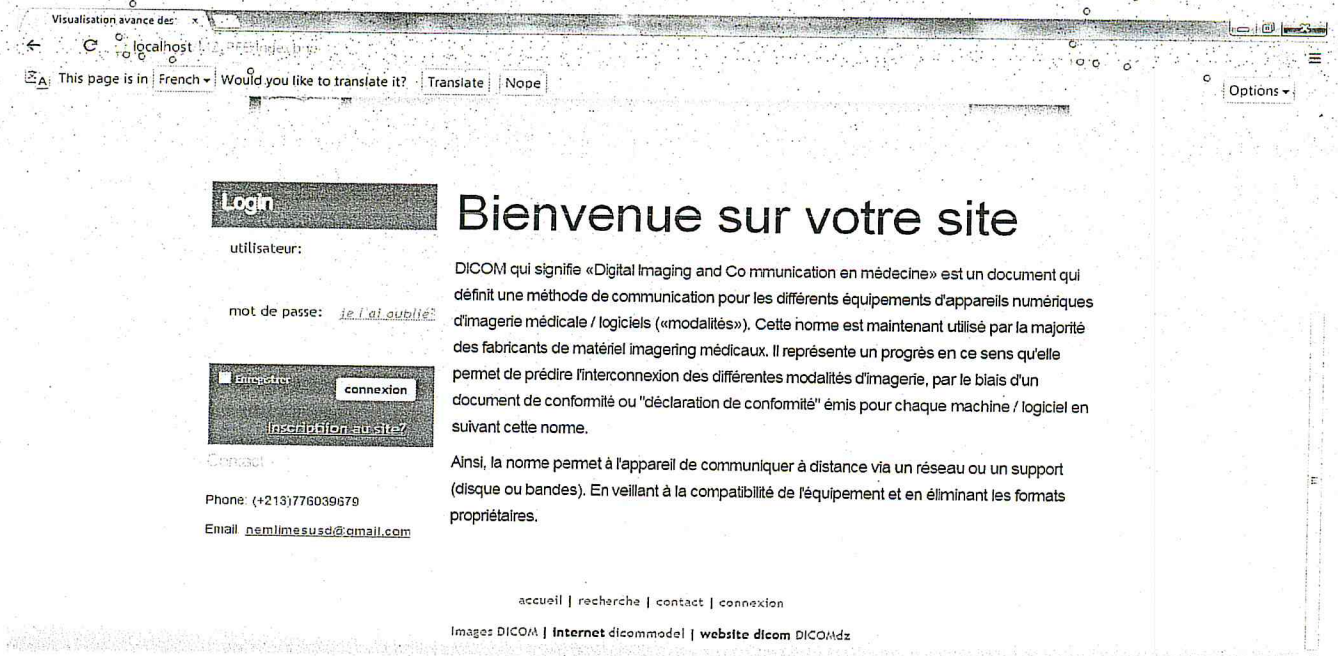 Visualisation avance des
localhost
This page is in French Would you like to translate it? Translate Nope
Options
Login
utilisateur:
mot de passe: je l'ai oublié?
Enregistrer
connexion
Inscription au site?
Contact
Phone: (+213)776039679
Email nemlimesusd@gmail.com
Bienvenue sur votre site
DICOM qui signifie «Digital Imaging and Co mmunication en médecine» est un document qui
définit une méthode de communication pour les différents équipements d'appareils numériques
d'imagerie médicale / logiciels («modalités»). Cette norme est maintenant utilisé par la majorité
des fabricants de matériel imagering médicaux. Il représente un progrès en ce sens qu'elle
permet de prédire l'interconnexion des différentes modalités d'imagerie, par le biais d'un
document de conformité ou "déclaration de conformité" émis pour chaque machine / logiciel en
suivant cette norme.
Ainsi, la norme permet à l'appareil de communiquer à distance via un réseau ou un support
(disque ou bandes). En veillant à la compatibilité de l'équipement et en éliminant les formats
propriétaires.
accueil | recherche | contact | connexion
Images DICOM | internet dicommodel | website dicom DICOMdz